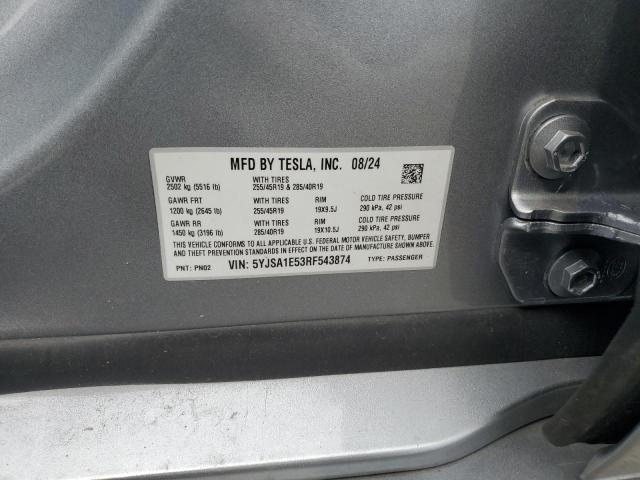 MFD BY TESLA, INC. 08/24
GVWR WITH TIRES
2502 kg (5516 lb) 255/45R19 & 285/40R19
GAWR FRT WITH TIRES RIM COLD TIRE PRESSURE
1200 kg (2645 lb) 255/45R19 19X9.5J 290 kPa, 42 psi
GAWR RR WITH TIRES RIM COLD TIRE PRESSURE
1450 kg (3196 lb) 285/40R19 19X10.5J 290 kPa, 42 psi
THIS VEHICLE CONFORMS TO ALL APPLICABLE U.S. FEDERAL MOTOR VEHICLE SAFETY, BUMPER
AND THEFT PREVENTION STANDARDS IN EFFECT ON THE DATE OF MANUFACTURE SHOWN ABOVE.
PNT: PN02 VIN: 5YJSA1E53RF543874 TYPE: PASSENGER